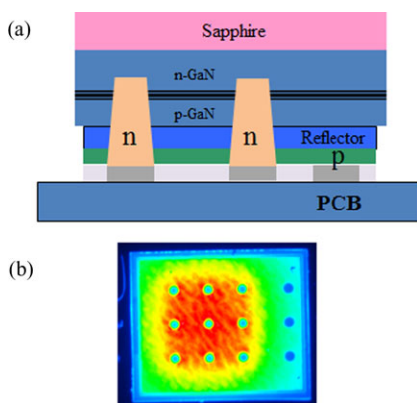 (a)
Sapphire
n-GaN
p-GaN
n
n
Reflector
p
PCB
(b)